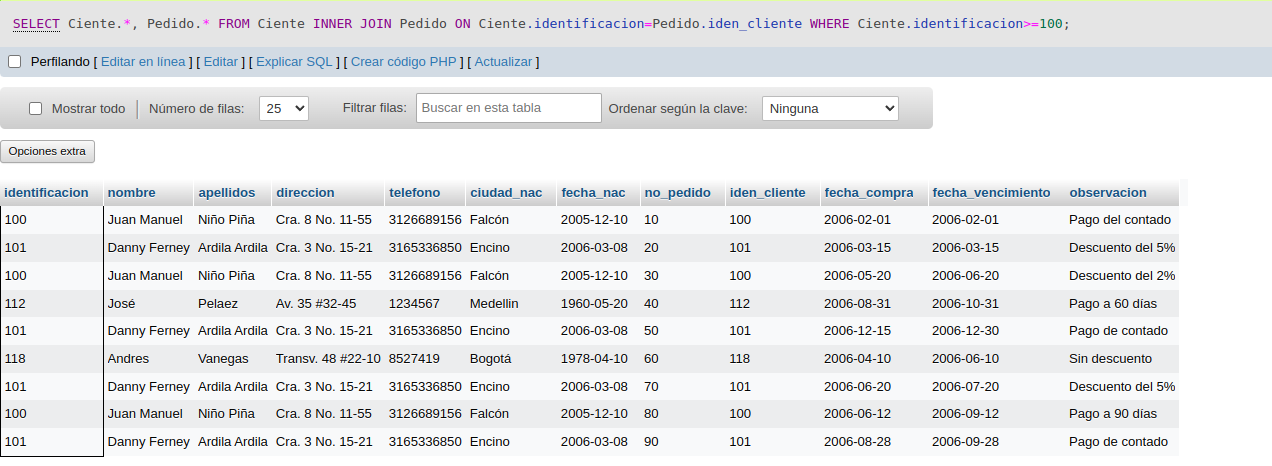 SELECT Ciente.*, Pedido.* FROM Ciente INNER JOIN Pedido ON Ciente.identificacion=Pedido.iden_cliente WHERE Ciente.identificacion>=100;
Perfilando [ Editar en línea ] [ Editar ] [ Explicar SQL ] [ Crear código PHP ] [ Actualizar ]
Mostrar todo Número de filas: 25 Filtrar filas: Buscar en esta tabla Ordenar según la clave: Ninguna
Opciones extra
identificacion nombre apellidos direccion telefono ciudad_nac fecha_nac no_pedido iden_cliente fecha_compra fecha_vencimiento observacion
100 Juan Manuel Niño Piña Cra. 8 No. 11-55 3126689156 Falcón 2005-12-10 10 100 2006-02-01 2006-02-01 Pago del contado
101 Danny Ferney Ardila Ardila Cra. 3 No. 15-21 3165336850 Encino 2006-03-08 20 101 2006-03-15 2006-03-15 Descuento del 5%
100 Juan Manuel Niño Piña Cra. 8 No. 11-55 3126689156 Falcón 2005-12-10 30 100 2006-05-20 2006-06-20 Descuento del 2%
112 José Pelaez Av. 35 #32-45 1234567 Medellin 1960-05-20 40 112 2006-08-31 2006-10-31 Pago a 60 días
101 Danny Ferney Ardila Ardila Cra. 3 No. 15-21 3165336850 Encino 2006-03-08 50 101 2006-12-15 2006-12-30 Pago de contado
118 Andres Vanegas Transv. 48 #22-10 8527419 Bogotá 1978-04-10 60 118 2006-04-10 2006-06-10 Sin descuento
101 Danny Ferney Ardila Ardila Cra. 3 No. 15-21 3165336850 Encino 2006-03-08 70 101 2006-06-20 2006-07-20 Descuento del 5%
100 Juan Manuel Niño Piña Cra. 8 No. 11-55 3126689156 Falcón 2005-12-10 80 100 2006-06-12 2006-09-12 Pago a 90 días
101 Danny Ferney Ardila Ardila Cra. 3 No. 15-21 3165336850 Encino 2006-03-08 90 101 2006-08-28 2006-09-28 Pago de contado